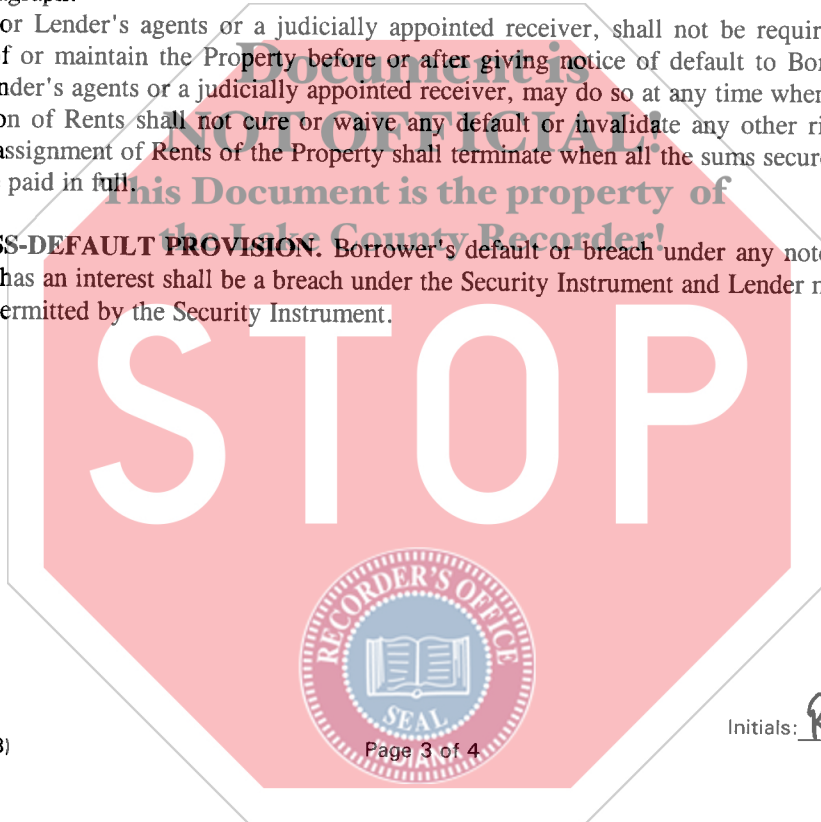 or Lender's agents or a judicially appointed receiver, shall not be requir
f or maintain the Property before or after giving notice of default to Bor
nder's agents or a judicially appointed receiver, may do so at any time when
on of Rents shall not cure or waive any default or invalidate any other ri
assignment of Rents of the Property shall terminate when all the sums secur
paid in full.
Document is
NOT OFFICIAL!
This Document is the property of
the Lake County Recorder!
SS-DEFAULT PROVISION. Borrower's default or breach under any note
has an interest shall be a breach under the Security Instrument and Lender m
ermitted by the Security Instrument.
STOP
RECORDER'S OFFICE
SEAL
INDIANA
Initials:
8)
Page 3 of 4